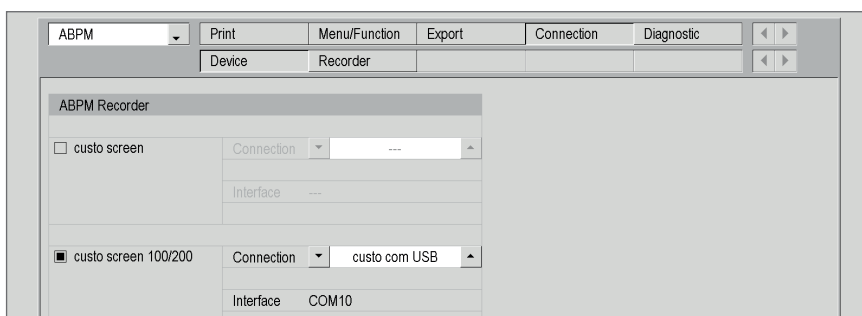 ABPM Print Menu/Function Export Connection Diagnostic
Device Recorder
ABPM Recorder
custo screen Connection ---
Interface ---
custo screen 100/200 Connection custo com USB
Interface COM10